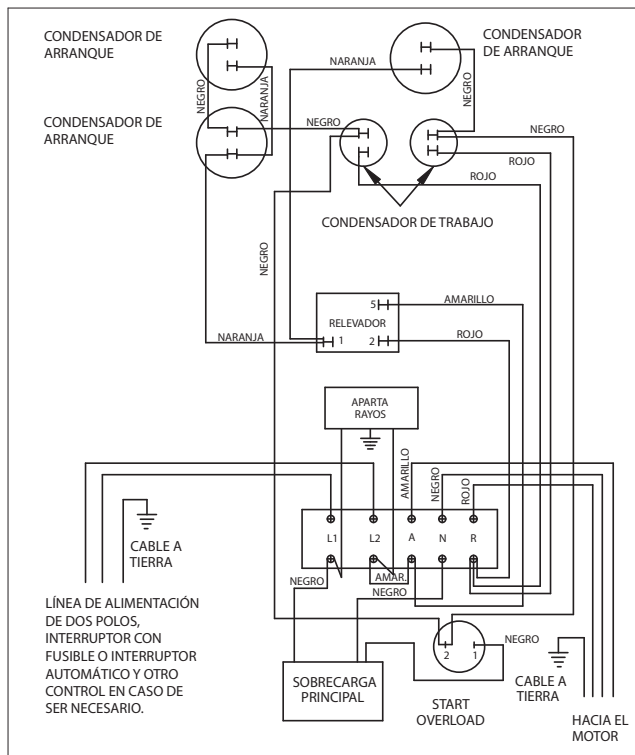 CONDENSADOR DE
ARRANQUE
CONDENSADOR
DE ARRANQUE
NARANJA
NEGRO
NARANJA
NEGRO
CONDENSADOR DE
ARRANQUE
NEGRO
NEGRO
ROJO
ROJO
CONDENSADOR DE TRABAJO
NEGRO
5
AMARILLO
RELEVADOR
NARANJA
1
2
ROJO
APARTA
RAYOS
AMARILLO
NEGRO
ROJO
L1
L2
A
N
R
CABLE A
TIERRA
NEGRO
AMAR.
NEGRO
LÍNEA DE ALIMENTACIÓN
DE DOS POLOS,
INTERRUPTOR CON
FUSIBLE O INTERRUPTOR
AUTOMÁTICO Y OTRO
CONTROL EN CASO DE
SER NECESARIO.
SOBRECARGA
PRINCIPAL
2
1
NEGRO
START
OVERLOAD
CABLE A
TIERRA
HACIA EL
MOTOR